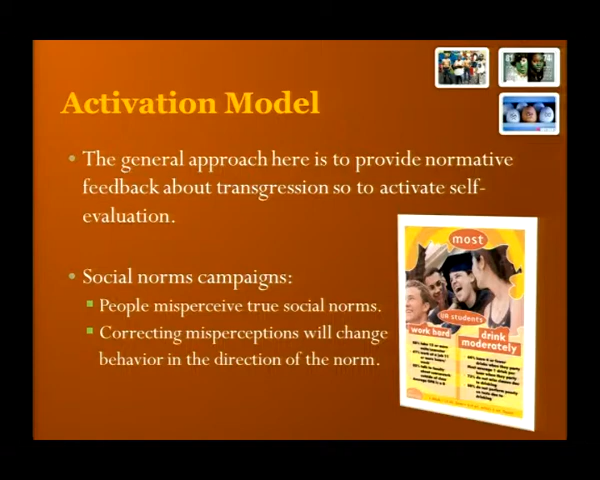 Activation Model
• The general approach here is to provide normative
feedback about transgression so to activate self-
evaluation.
• Social norms campaigns:
▪ People misperceive true social norms.
▪ Correcting misperceptions will change
behavior in the direction of the norm.
most
UR students
work hard
drink
moderately